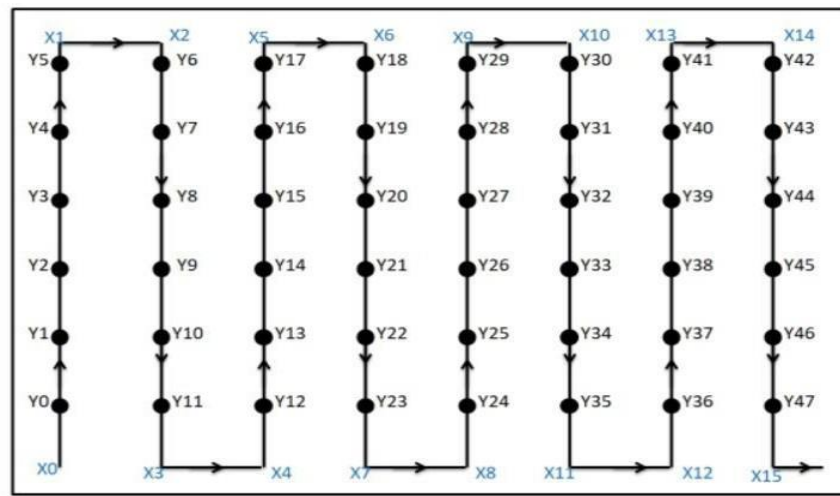 X1 X2 X5 X6 X9 X10 X13 X14
Y5 Y6 Y17 Y18 Y29 Y30 Y41 Y42
Y4 Y7 Y16 Y19 Y28 Y31 Y40 Y43
Y3 Y8 Y15 Y20 Y27 Y32 Y39 Y44
Y2 Y9 Y14 Y21 Y26 Y33 Y38 Y45
Y1 Y10 Y13 Y22 Y25 Y34 Y37 Y46
Y0 Y11 Y12 Y23 Y24 Y35 Y36 Y47
X0 X3 X4 X7 X8 X11 X12 X15